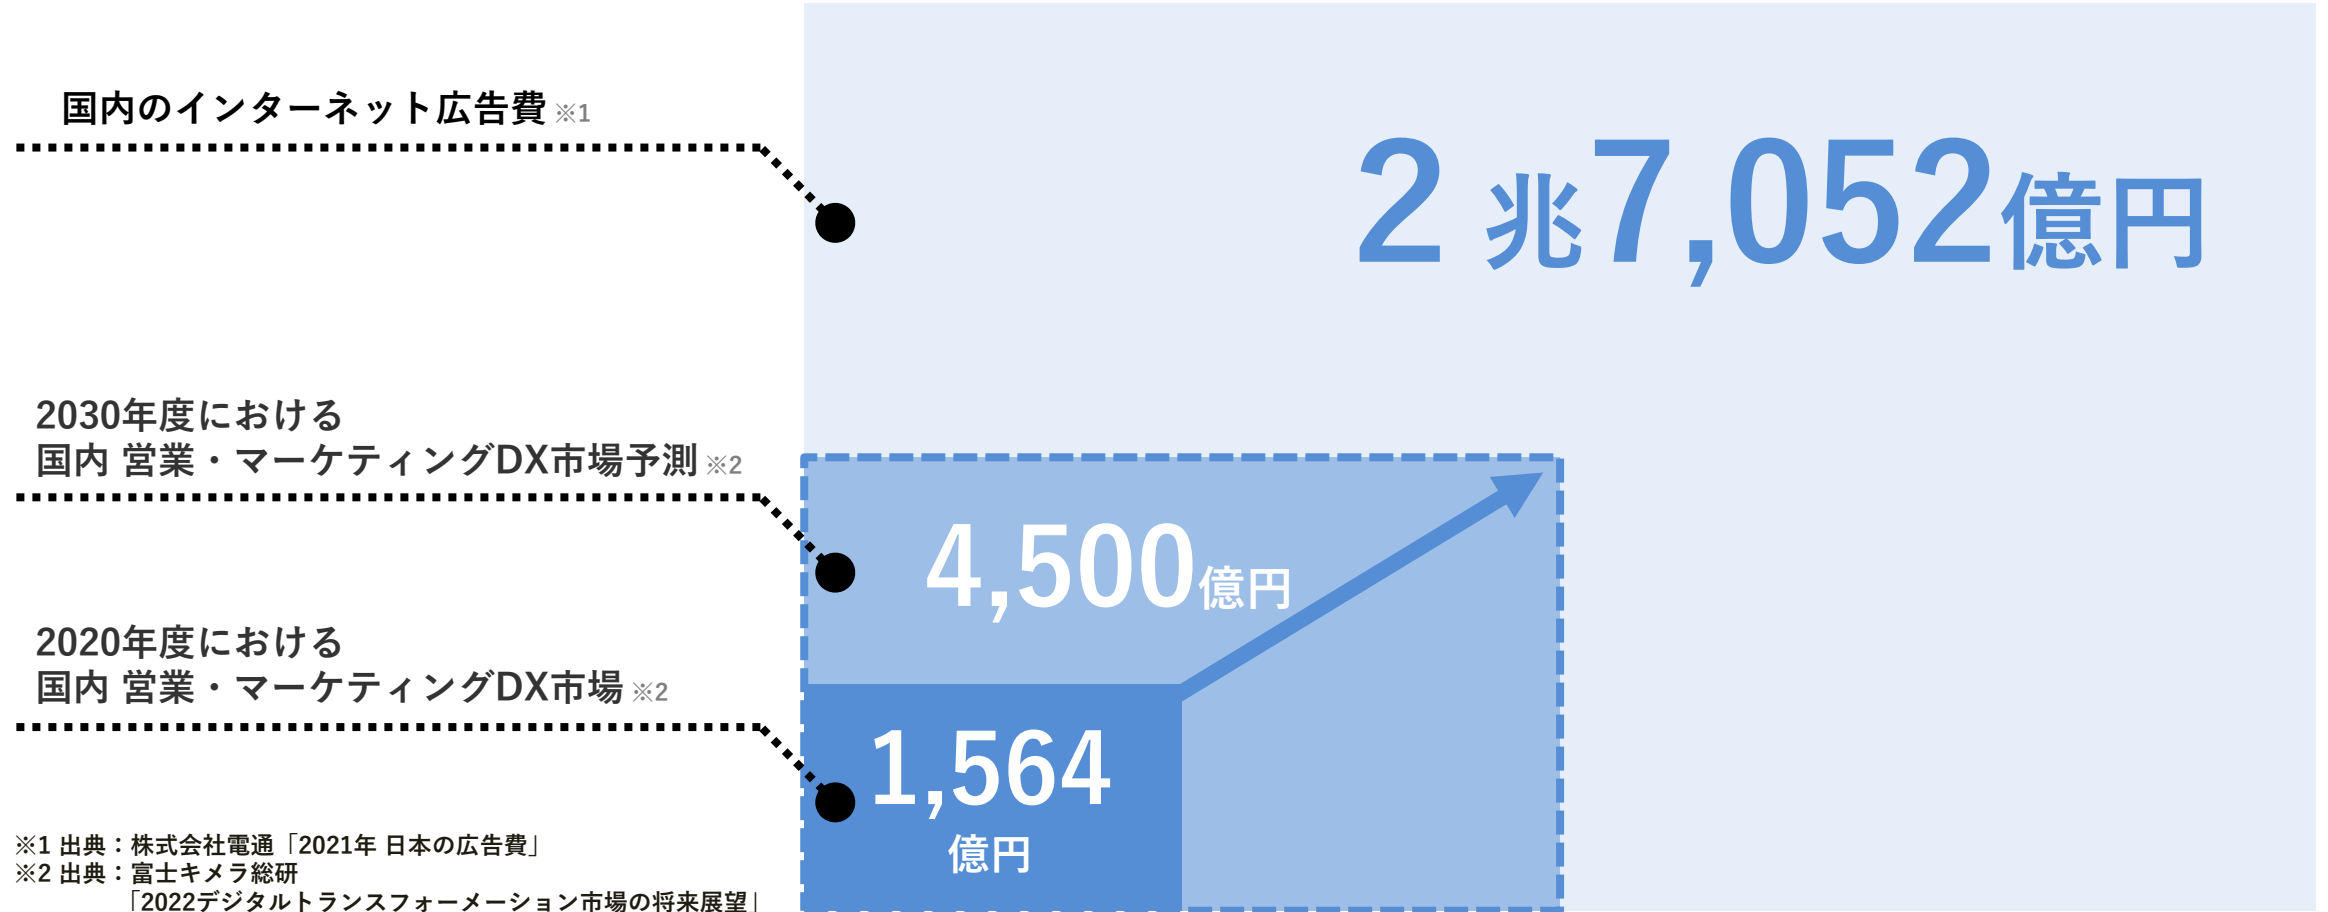 国内のインターネット広告費 ※1
2 兆7,052億円
2030年度における
国内 営業・マーケティングDX市場予測 ※2
4,500億円
2020年度における
国内 営業・マーケティングDX市場 ※2
1,564
億円
※1 出典：株式会社電通「2021年 日本の広告費」
※2 出典：富士キメラ総研
「2022デジタルトランスフォーメーション市場の将来展望」